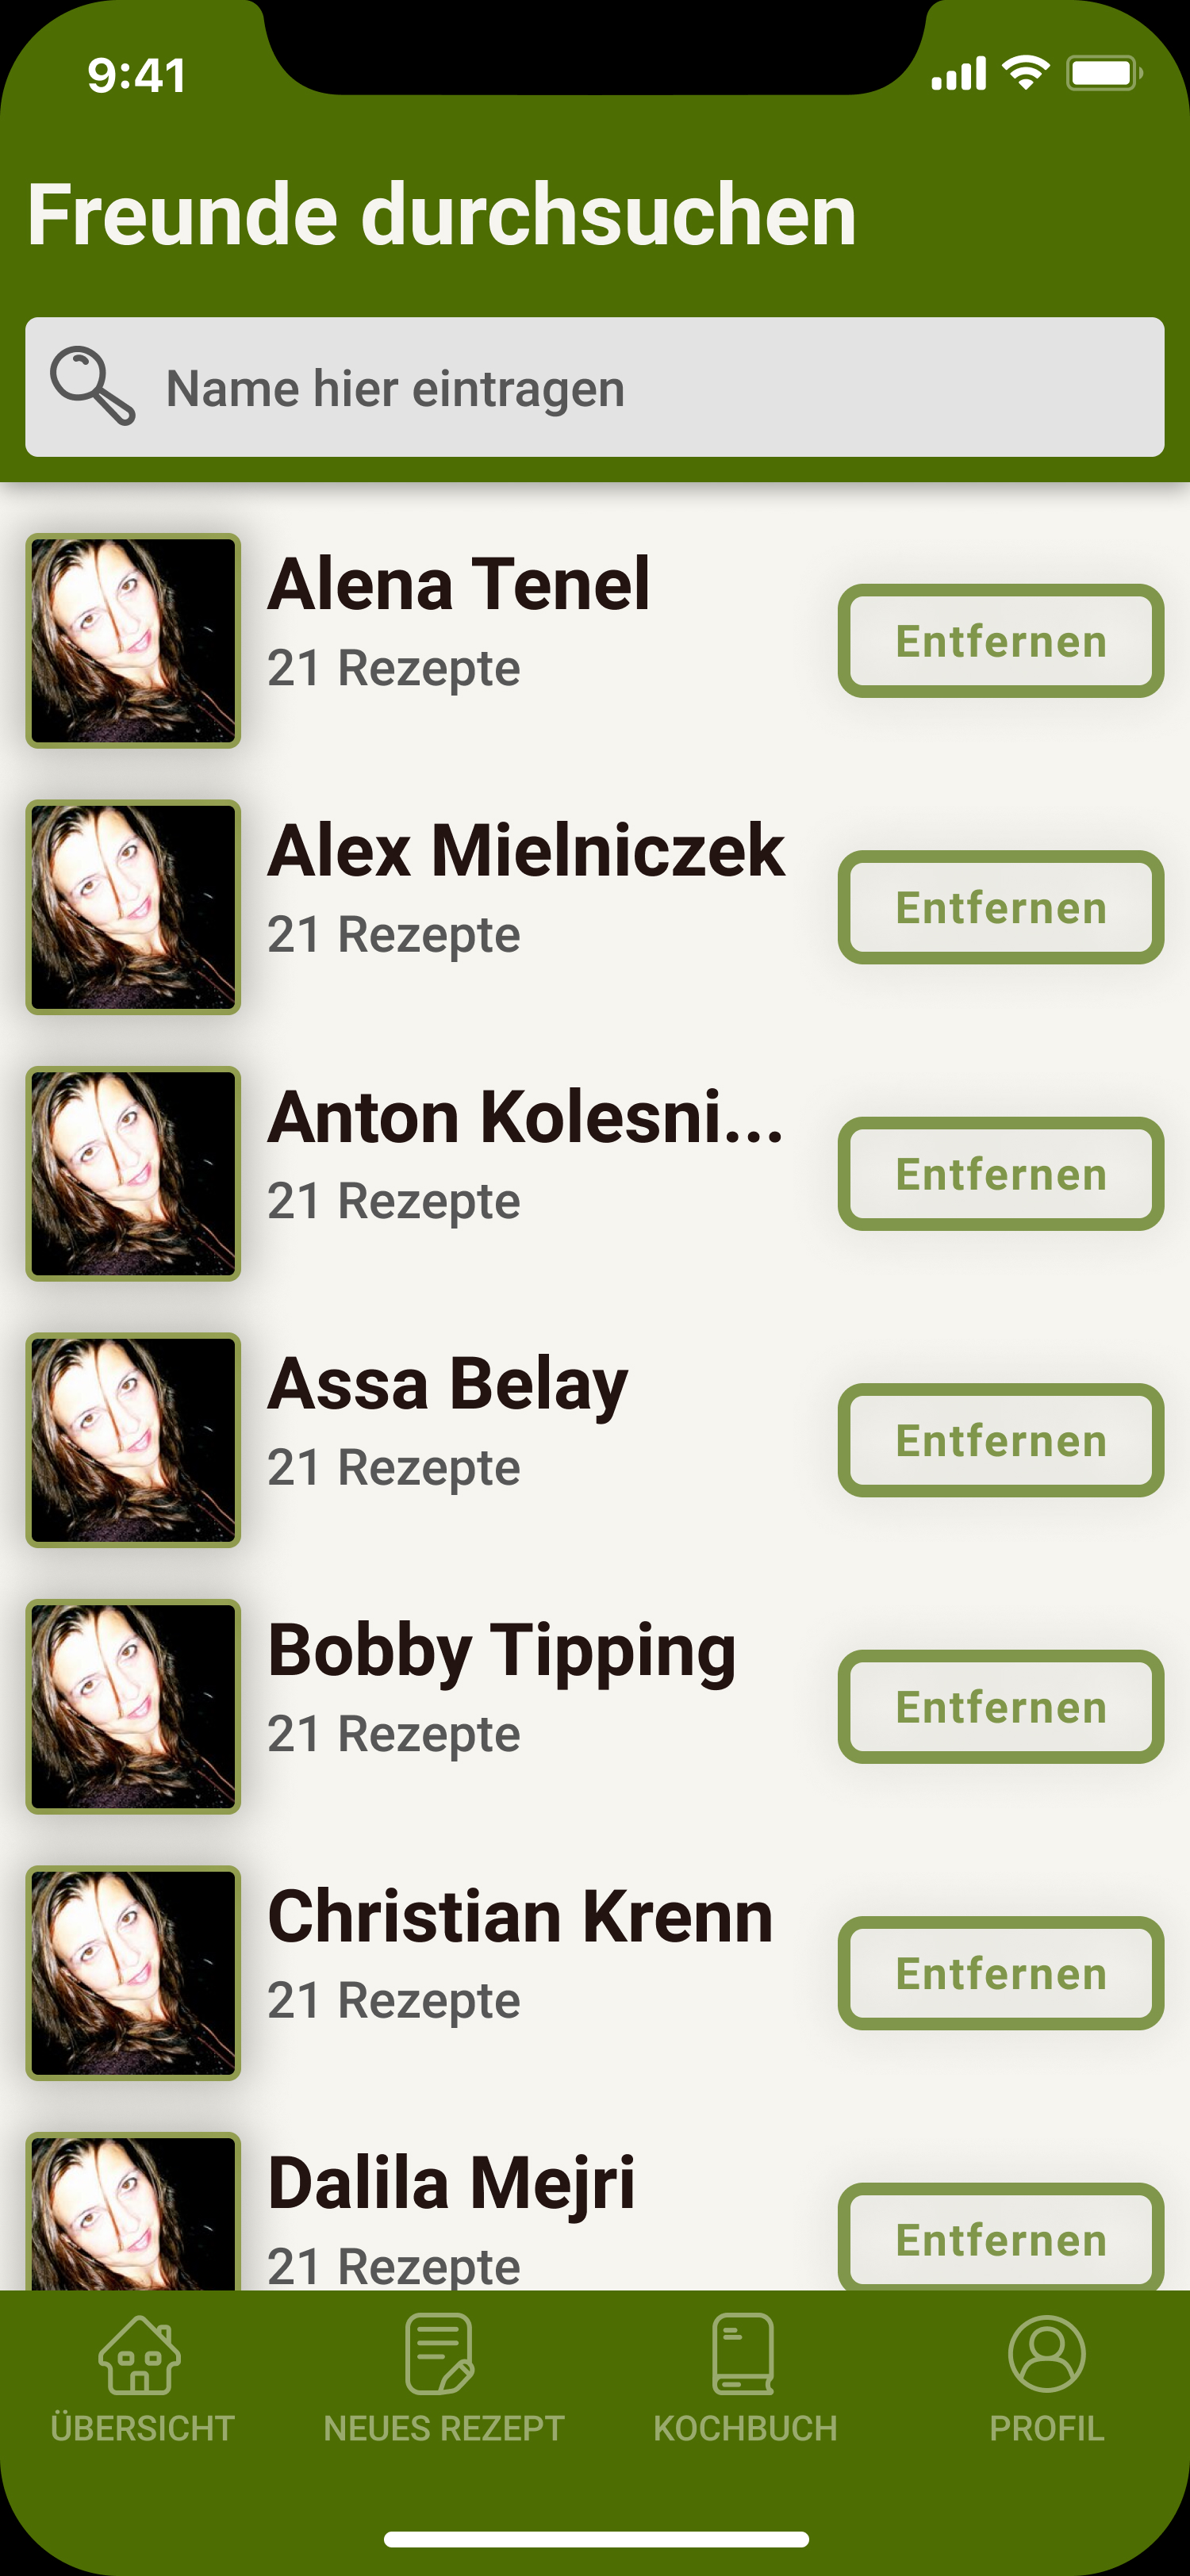 9:41
Freunde durchsuchen
Name hier eintragen
Alena Tenel
21 Rezepte
Entfernen
Alex Mielniczek
21 Rezepte
Entfernen
Anton Kolesni...
21 Rezepte
Entfernen
Assa Belay
21 Rezepte
Entfernen
Bobby Tipping
21 Rezepte
Entfernen
Christian Krenn
21 Rezepte
Entfernen
Dalila Mejri
21 Rezepte
Entfernen
ÜBERSICHT NEUES REZEPT KOCHBUCH PROFIL